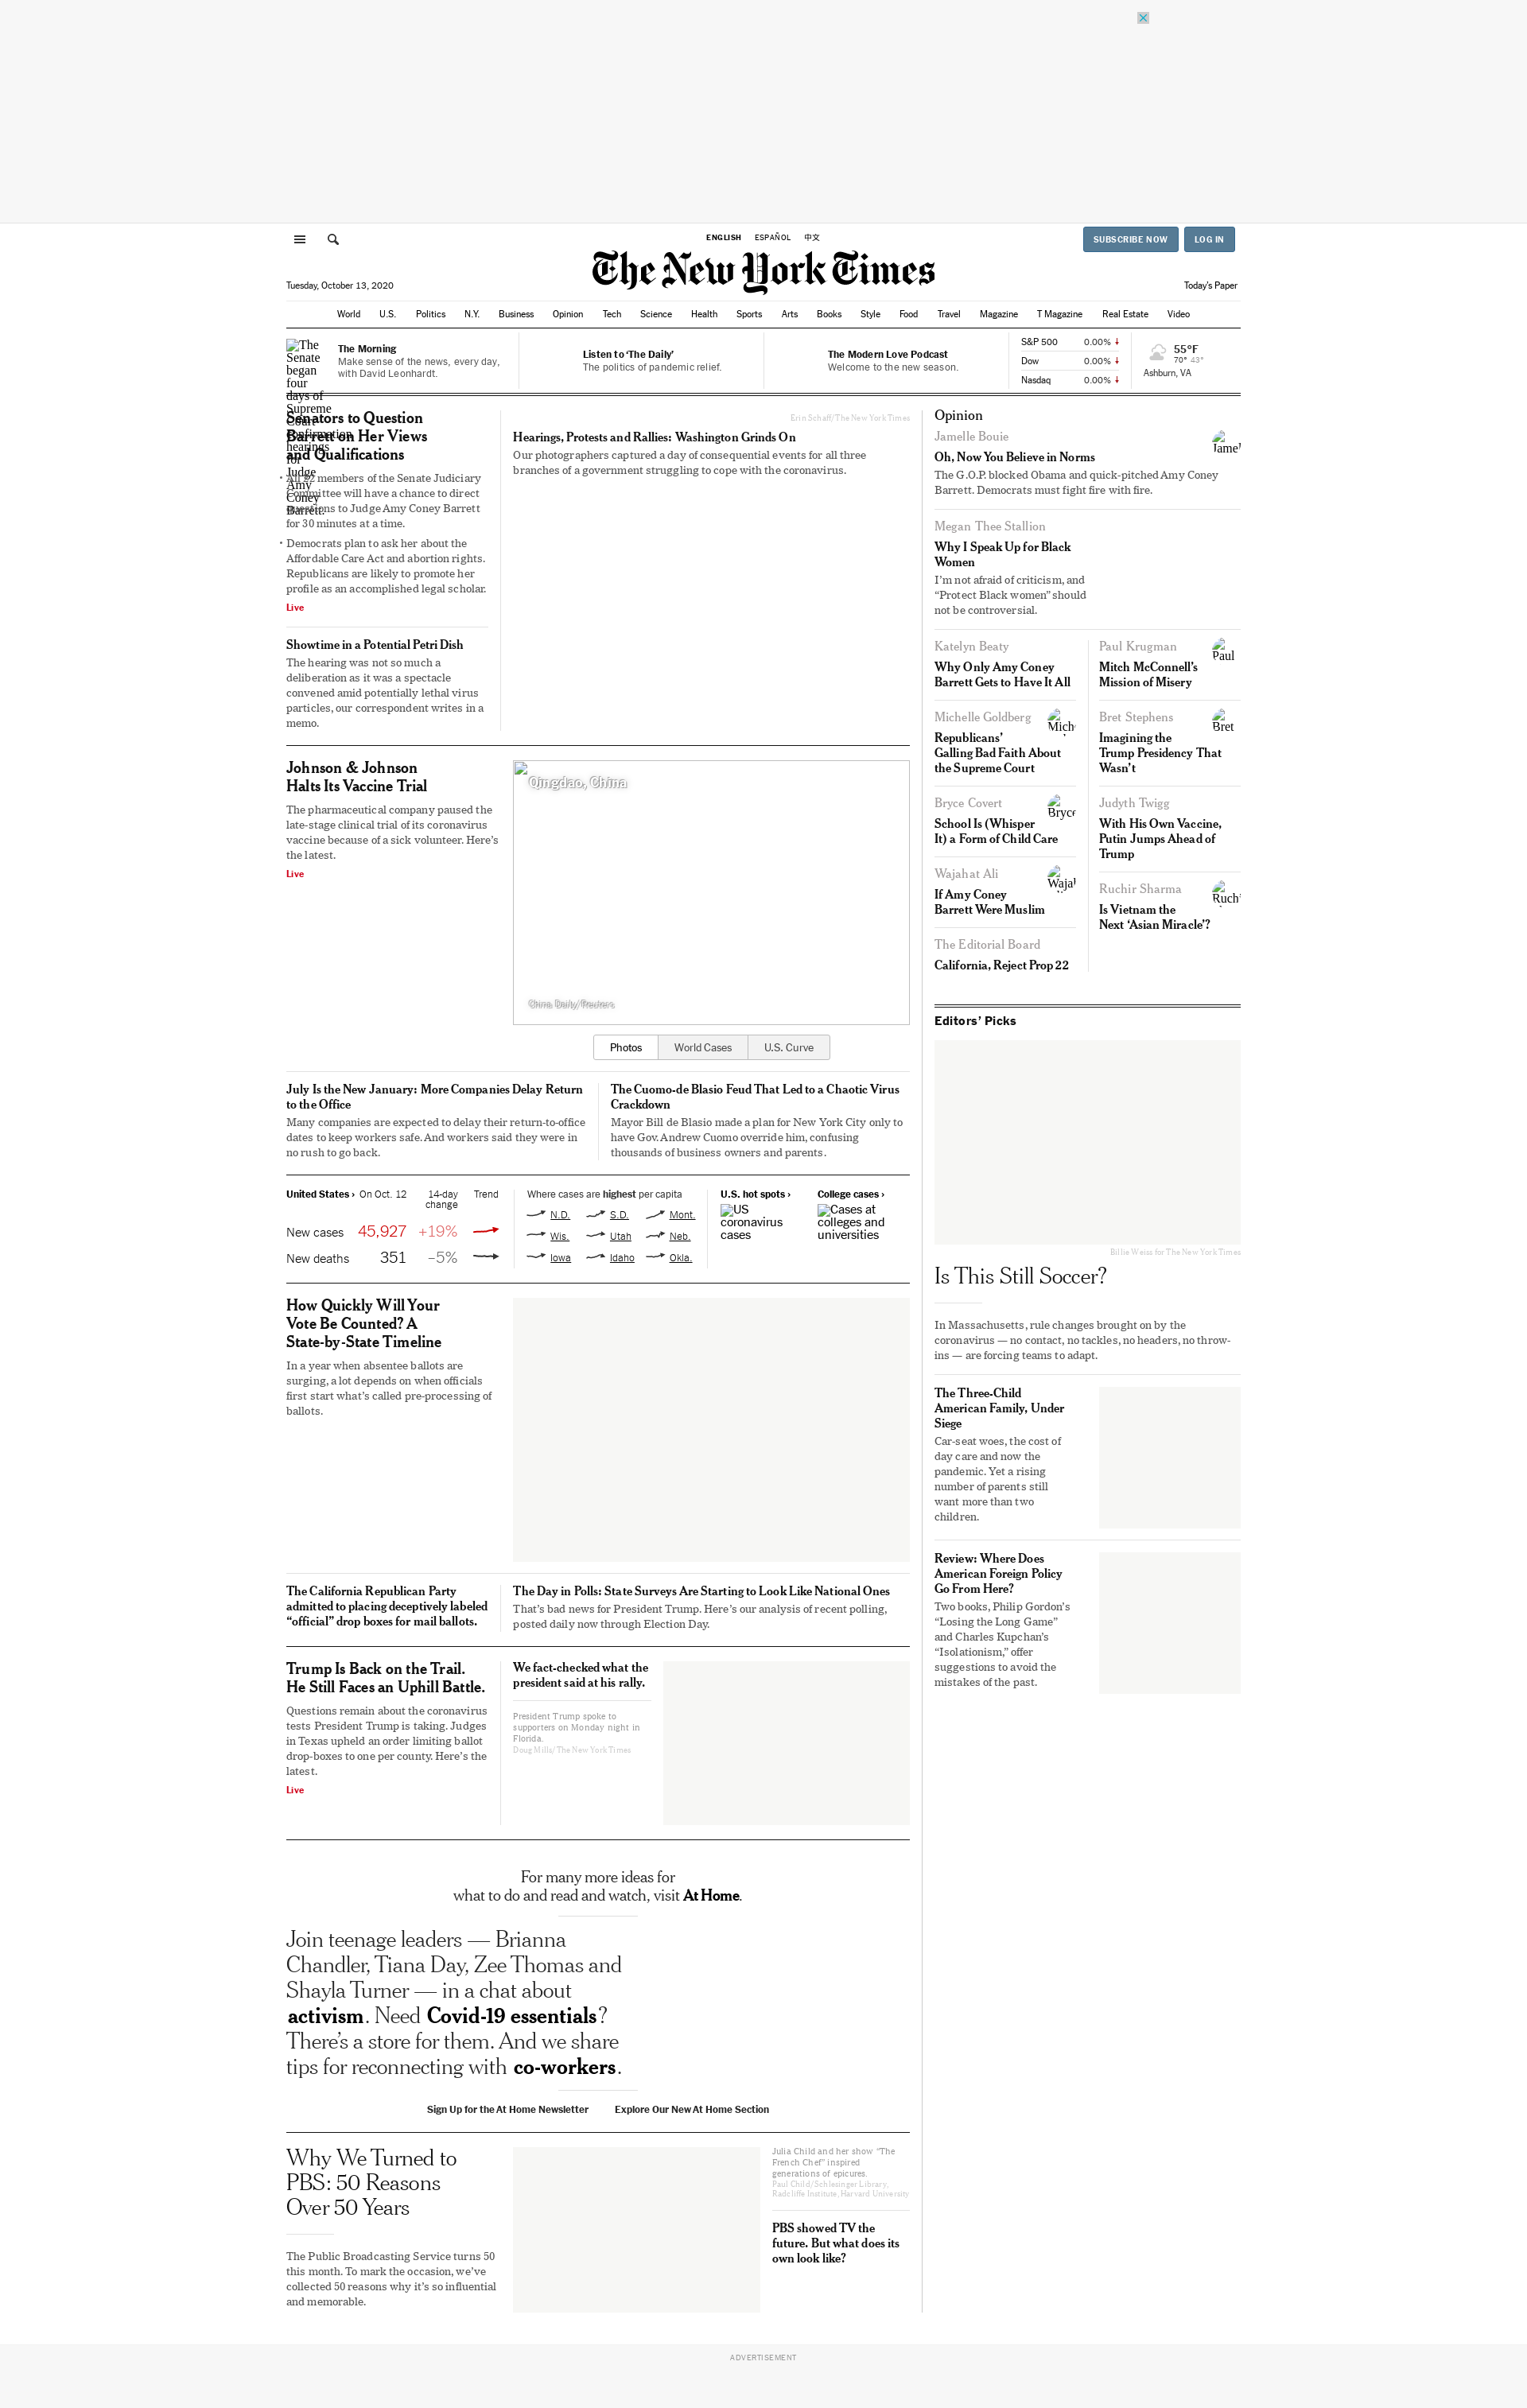 ENGLISH ESPAÑOL 中文
SUBSCRIBE NOW LOG IN
The New York Times
Tuesday, October 13, 2020
Today's Paper
World U.S. Politics N.Y. Business Opinion Tech Science Health Sports Arts Books Style Food Travel Magazine T Magazine Real Estate Video
The Morning
Make sense of the news, every day,
with David Leonhardt.
Listen to ‘The Daily’
The politics of pandemic relief.
The Modern Love Podcast
Welcome to the new season.
S&P 500 0.00%
Dow 0.00%
Nasdaq 0.00%
55°F
70° 43°
Ashburn, VA
The
Senate
began
four
days of
Supreme
Court
confirmation
hearings
for
Judge
Amy
Coney
Barrett.
Senators to Question
Barrett on Her Views
and Qualifications
All 22 members of the Senate Judiciary
Committee will have a chance to direct
questions to Judge Amy Coney Barrett
for 30 minutes at a time.
Democrats plan to ask her about the
Affordable Care Act and abortion rights.
Republicans are likely to promote her
profile as an accomplished legal scholar.
Live
Showtime in a Potential Petri Dish
The hearing was not so much a
deliberation as it was a spectacle
convened amid potentially lethal virus
particles, our correspondent writes in a
memo.
Erin Schaff/The New York Times
Hearings, Protests and Rallies: Washington Grinds On
Our photographers captured a day of consequential events for all three
branches of a government struggling to cope with the coronavirus.
Johnson & Johnson
Halts Its Vaccine Trial
The pharmaceutical company paused the
late-stage clinical trial of its coronavirus
vaccine because of a sick volunteer. Here’s
the latest.
Live
Qingdao, China
China Daily/Reuters
Photos World Cases U.S. Curve
July Is the New January: More Companies Delay Return
to the Office
Many companies are expected to delay their return-to-office
dates to keep workers safe. And workers said they were in
no rush to go back.
The Cuomo-de Blasio Feud That Led to a Chaotic Virus
Crackdown
Mayor Bill de Blasio made a plan for New York City only to
have Gov. Andrew Cuomo override him, confusing
thousands of business owners and parents.
United States › On Oct. 12 14-day
change Trend
New cases 45,927 +19%
New deaths 351 –5%
Where cases are highest per capita
N.D. S.D. Mont.
Wis. Utah Neb.
Iowa Idaho Okla.
U.S. hot spots ›
US
coronavirus
cases
College cases ›
Cases at
colleges and
universities
How Quickly Will Your
Vote Be Counted? A
State-by-State Timeline
In a year when absentee ballots are
surging, a lot depends on when officials
first start what’s called pre-processing of
ballots.
The California Republican Party
admitted to placing deceptively labeled
“official” drop boxes for mail ballots.
The Day in Polls: State Surveys Are Starting to Look Like National Ones
That’s bad news for President Trump. Here’s our analysis of recent polling,
posted daily now through Election Day.
Trump Is Back on the Trail.
He Still Faces an Uphill Battle.
Questions remain about the coronavirus
tests President Trump is taking. Judges
in Texas upheld an order limiting ballot
drop-boxes to one per county. Here’s the
latest.
Live
We fact-checked what the
president said at his rally.
President Trump spoke to
supporters on Monday night in
Florida.
Doug Mills/The New York Times
For many more ideas for
what to do and read and watch, visit At Home.
Join teenage leaders — Brianna
Chandler, Tiana Day, Zee Thomas and
Shayla Turner — in a chat about
activism. Need Covid-19 essentials?
There’s a store for them. And we share
tips for reconnecting with co-workers.
Sign Up for the At Home Newsletter Explore Our New At Home Section
Why We Turned to
PBS: 50 Reasons
Over 50 Years
The Public Broadcasting Service turns 50
this month. To mark the occasion, we’ve
collected 50 reasons why it’s so influential
and memorable.
Julia Child and her show “The
French Chef” inspired
generations of epicures.
Paul Child/Schlesinger Library,
Radcliffe Institute, Harvard University
PBS showed TV the
future. But what does its
own look like?
Opinion
Jamelle Bouie
Oh, Now You Believe in Norms
The G.O.P. blocked Obama and quick-pitched Amy Coney
Barrett. Democrats must fight fire with fire.
Megan Thee Stallion
Why I Speak Up for Black
Women
I’m not afraid of criticism, and
“Protect Black women” should
not be controversial.
Katelyn Beaty
Why Only Amy Coney
Barrett Gets to Have It All
Michelle Goldberg
Republicans’
Galling Bad Faith About
the Supreme Court
Bryce Covert
Bryce
School Is (Whisper
It) a Form of Child Care
Wajahat Ali
If Amy Coney
Barrett Were Muslim
The Editorial Board
California, Reject Prop 22
Paul Krugman
Paul
Mitch McConnell’s
Mission of Misery
Bret Stephens
Bret
Imagining the
Trump Presidency That
Wasn’t
Judyth Twigg
With His Own Vaccine,
Putin Jumps Ahead of
Trump
Ruchir Sharma
Is Vietnam the
Next ‘Asian Miracle’?
Editors’ Picks
Billie Weiss for The New York Times
Is This Still Soccer?
In Massachusetts, rule changes brought on by the
coronavirus — no contact, no tackles, no headers, no throw-
ins — are forcing teams to adapt.
The Three-Child
American Family, Under
Siege
Car-seat woes, the cost of
day care and now the
pandemic. Yet a rising
number of parents still
want more than two
children.
Review: Where Does
American Foreign Policy
Go From Here?
Two books, Philip Gordon’s
“Losing the Long Game”
and Charles Kupchan’s
“Isolationism,” offer
suggestions to avoid the
mistakes of the past.
ADVERTISEMENT